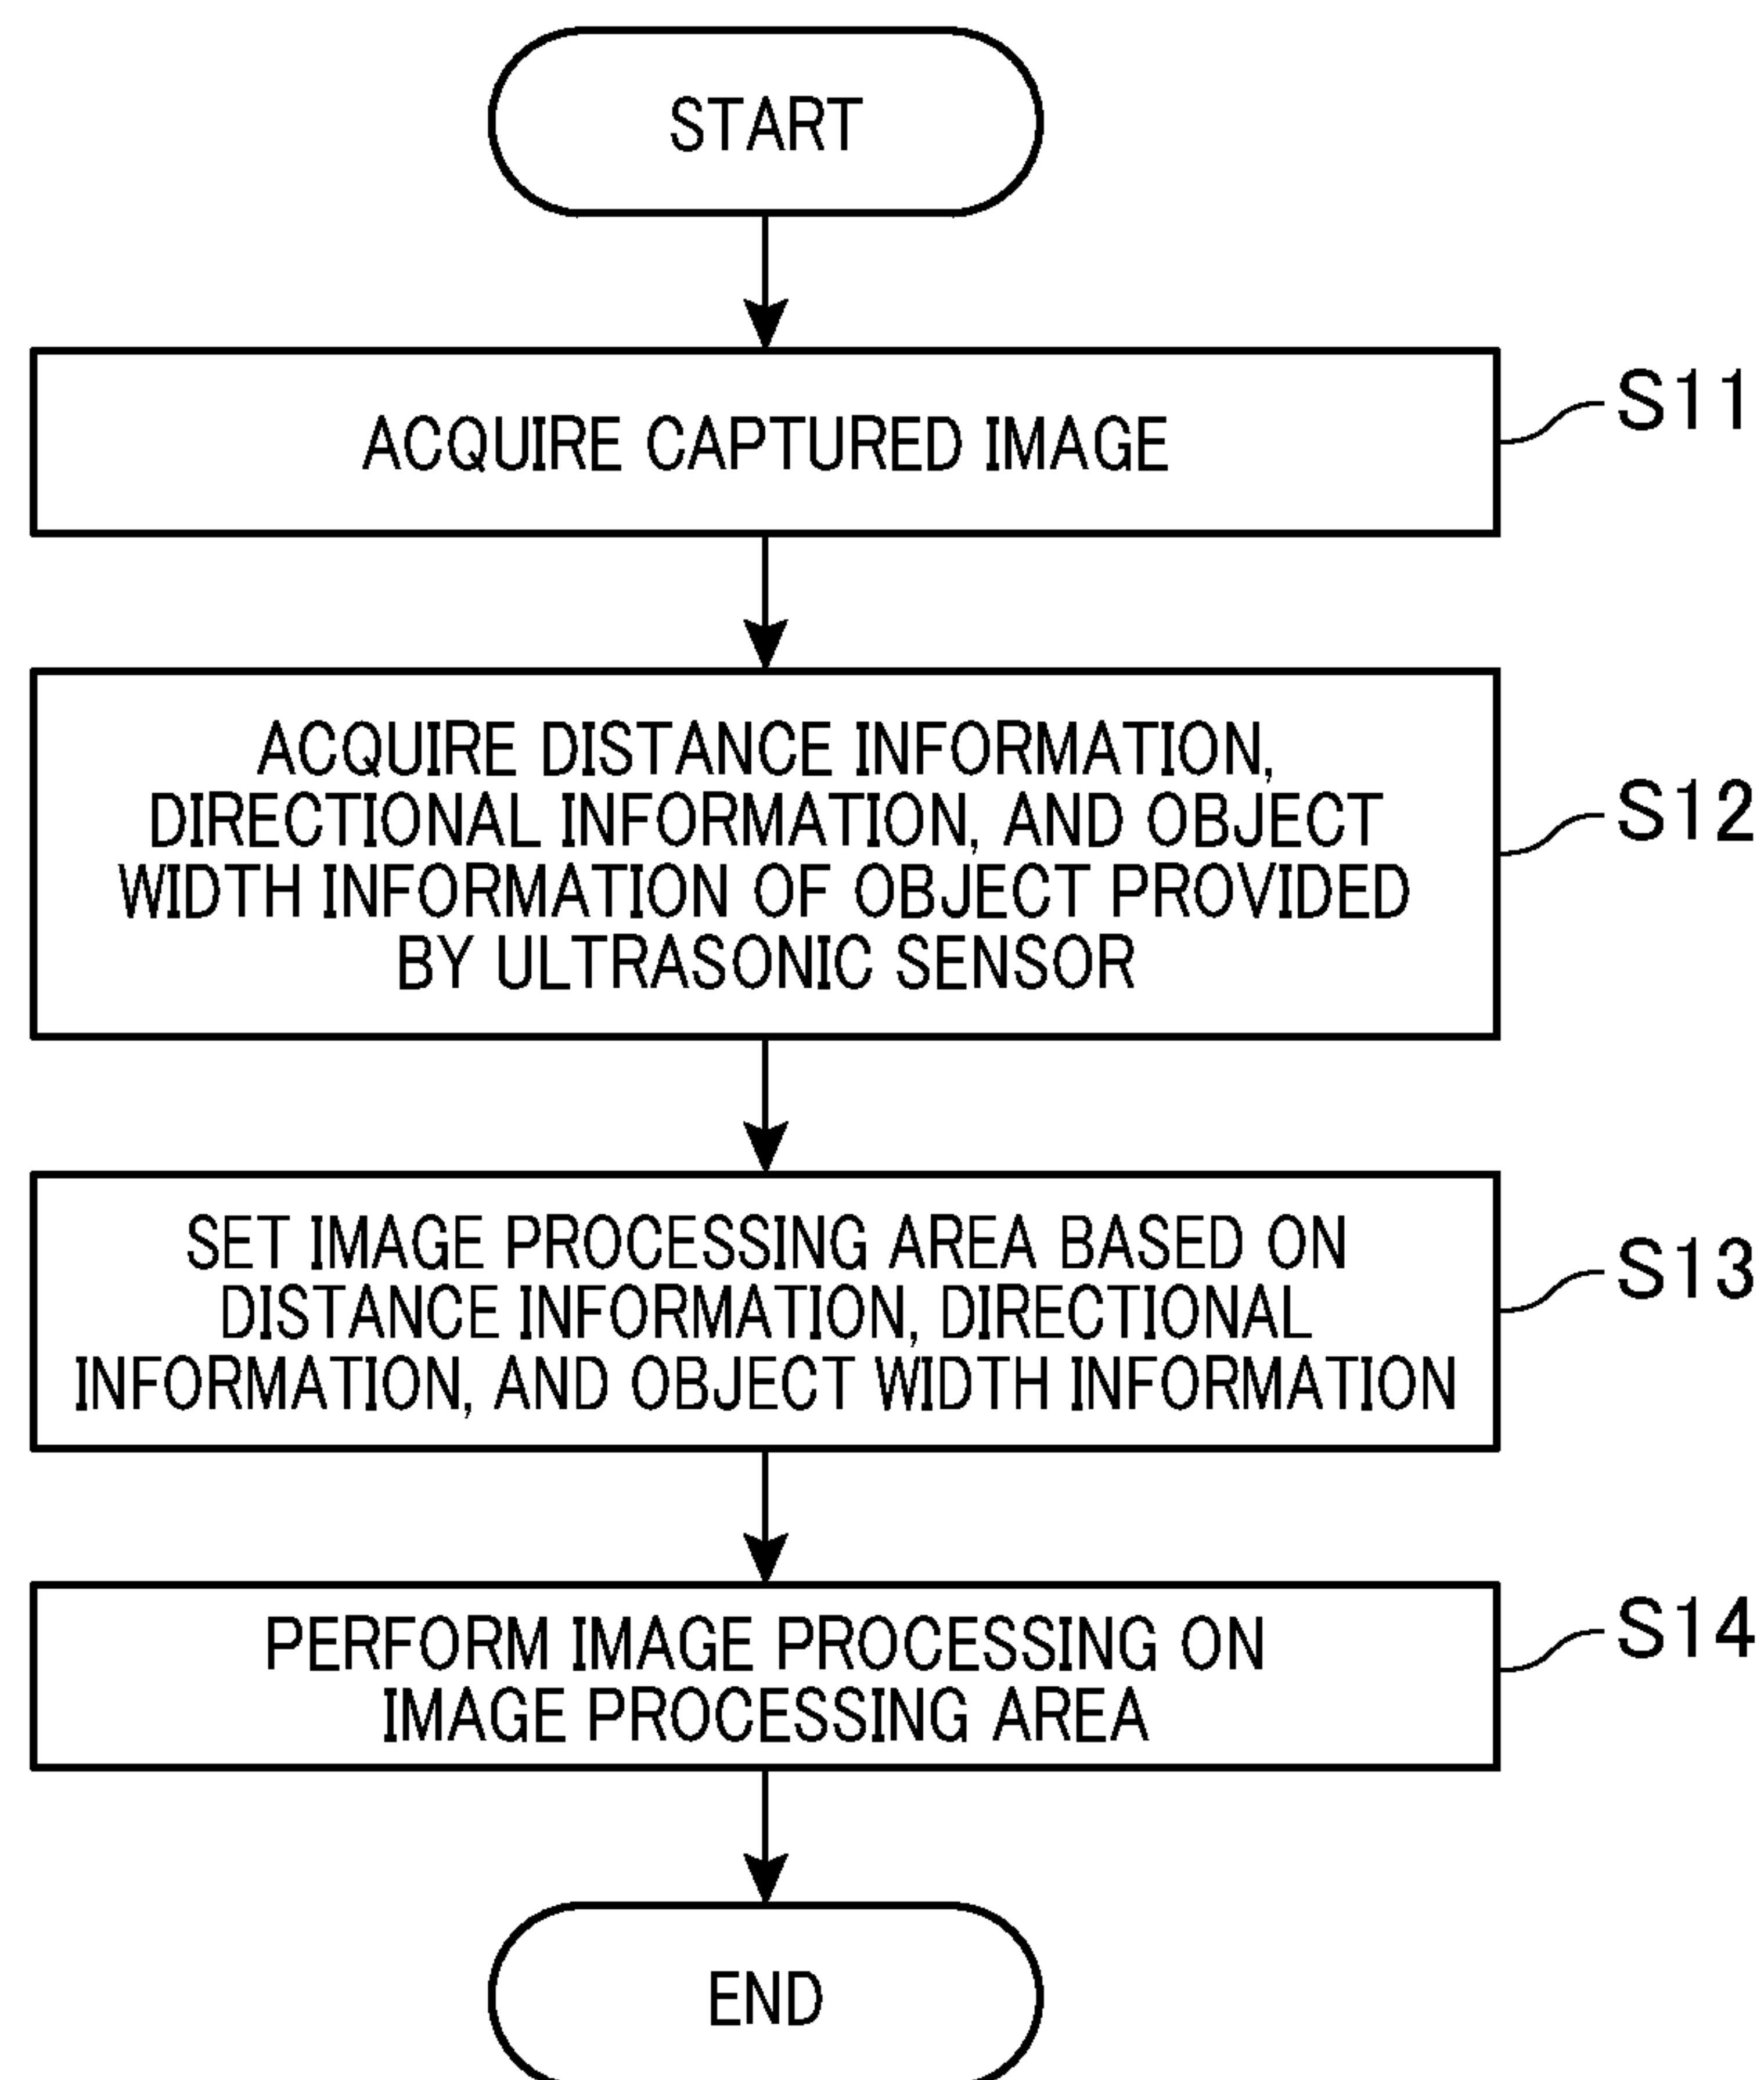 START
ACQUIRE CAPTURED IMAGE
S11
ACQUIRE DISTANCE INFORMATION,
DIRECTIONAL INFORMATION, AND OBJECT
WIDTH INFORMATION OF OBJECT PROVIDED
BY ULTRASONIC SENSOR
S12
SET IMAGE PROCESSING AREA BASED ON
DISTANCE INFORMATION, DIRECTIONAL
INFORMATION, AND OBJECT WIDTH INFORMATION
S13
PERFORM IMAGE PROCESSING ON
IMAGE PROCESSING AREA
S14
END